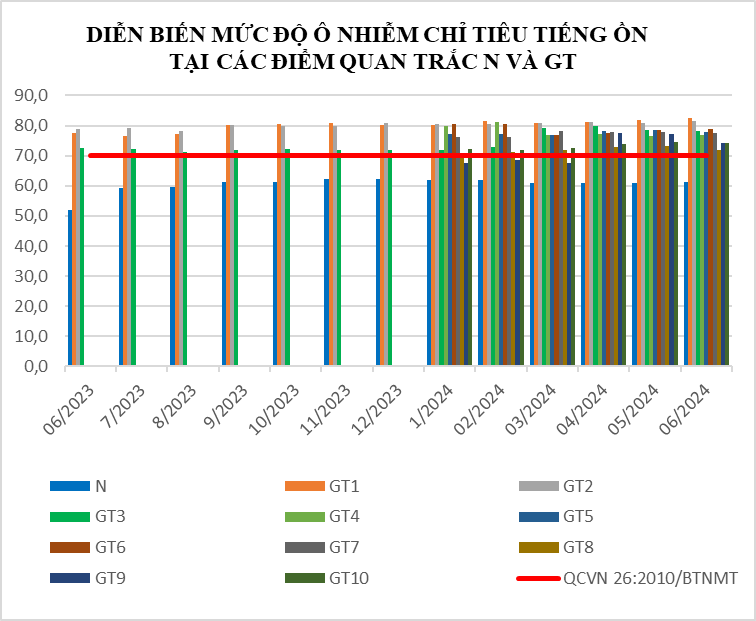 DIỄN BIẾN MỨC ĐỘ Ô NHIỄM CHỈ TIÊU TIẾNG ỒN
TẠI CÁC ĐIỂM QUAN TRẮC N VÀ GT
90,0
80,0
70,0
60,0
50,0
40,0
30,0
20,0
10,0
0,0
06/2023
7/2023
8/2023
9/2023
10/2023
11/2023
12/2023
1/2024
02/2024
03/2024
04/2024
05/2024
06/2024
N
GT1
GT2
GT3
GT4
GT5
GT6
GT7
GT8
GT9
GT10
QCVN 26:2010/BTNMT